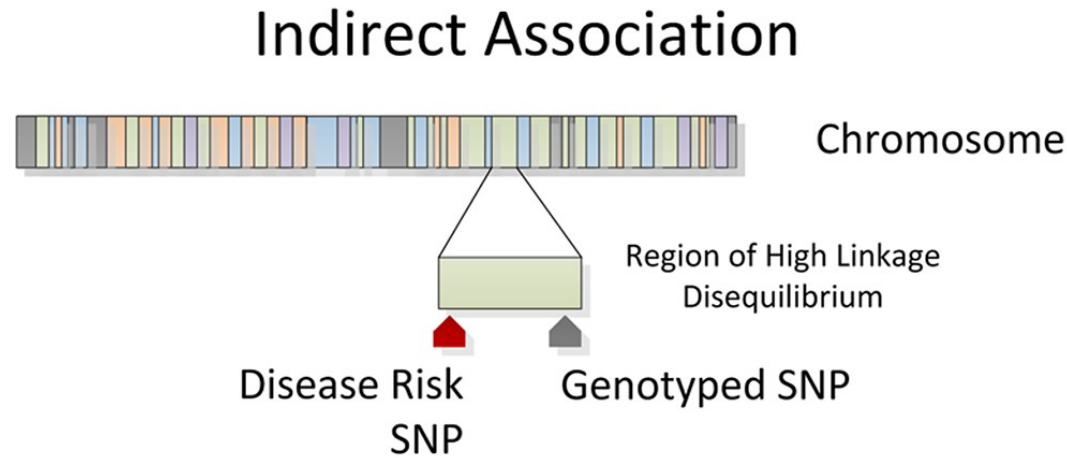 Indirect Association
Chromosome
Region of High Linkage
Disequilibrium
Disease Risk
SNP
Genotyped SNP